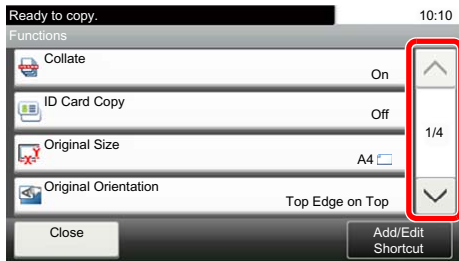 Ready to copy.
10:10
Functions
Collate
On
ID Card Copy
Off
1/4
Original Size
A4
Original Orientation
Top Edge on Top
Close
Add/Edit
Shortcut